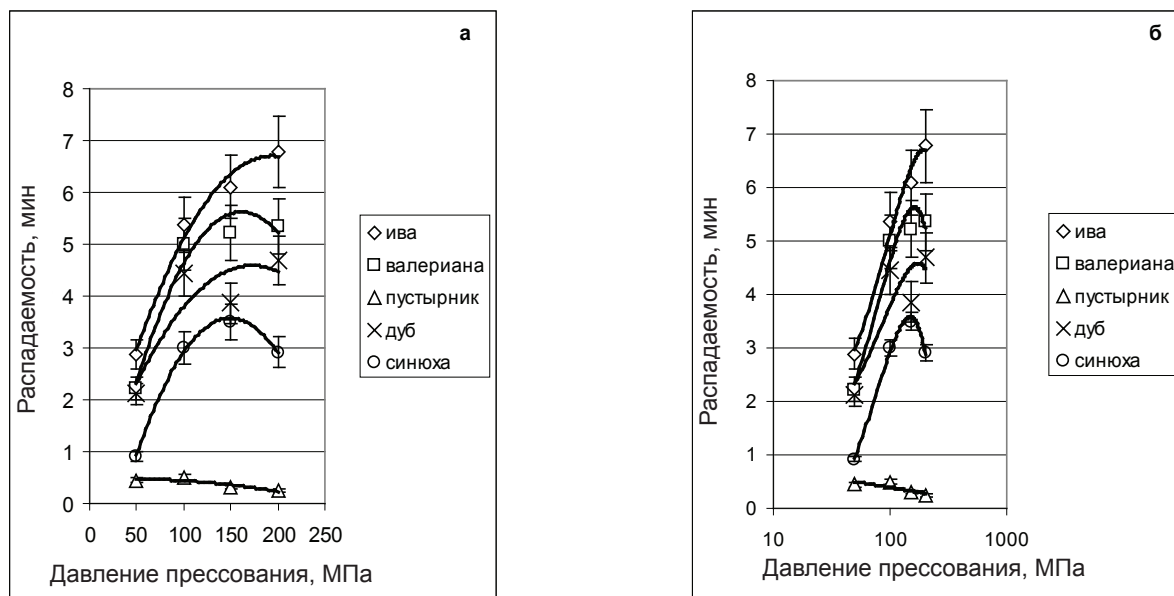 а
8
7
6
5
4
3
2
1
0
0 50 100 150 200 250
Распадаемость, мин
Давление прессования, МПа
ива
валериана
пустырник
дуб
синюха
б
8
7
6
5
4
3
2
1
0
10 100 1000
Распадаемость, мин
Давление прессования, МПа
ива
валериана
пустырник
дуб
синюха